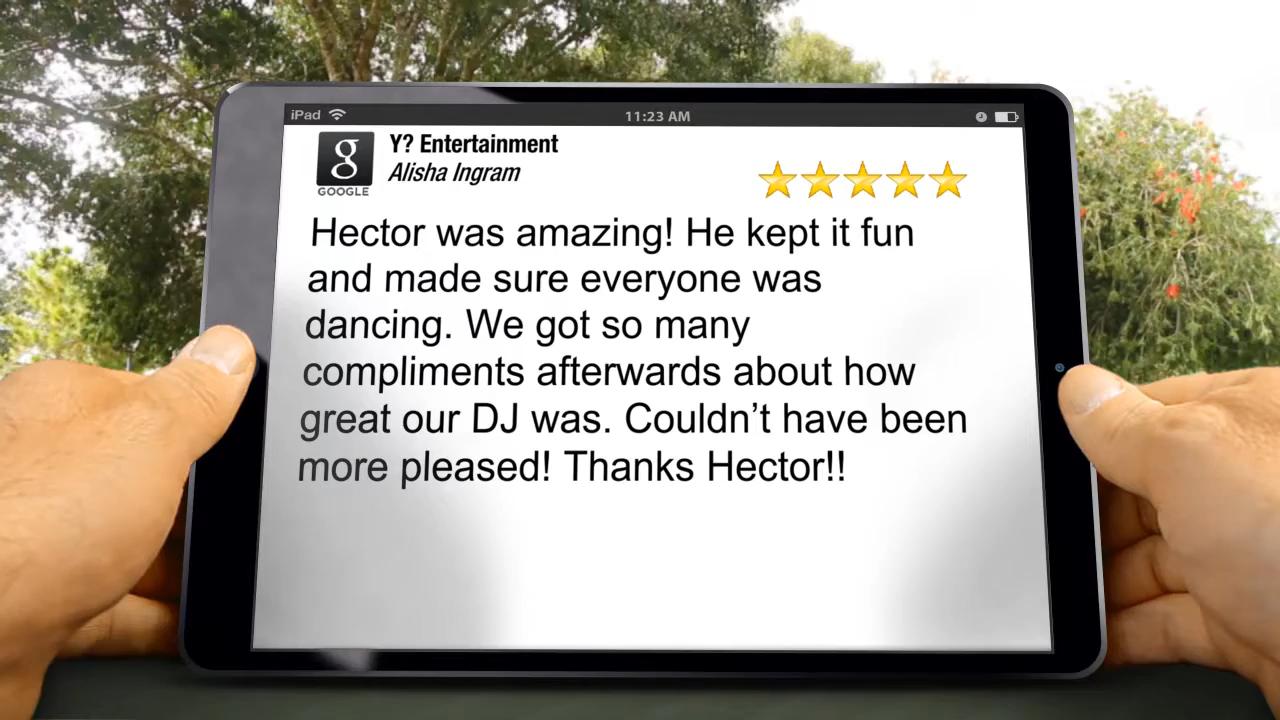 iPad 11:23 AM
g
GOOGLE
Y? Entertainment
Alisha Ingram
Hector was amazing! He kept it fun
and made sure everyone was
dancing. We got so many
compliments afterwards about how
great our DJ was. Couldn’t have been
more pleased! Thanks Hector!!